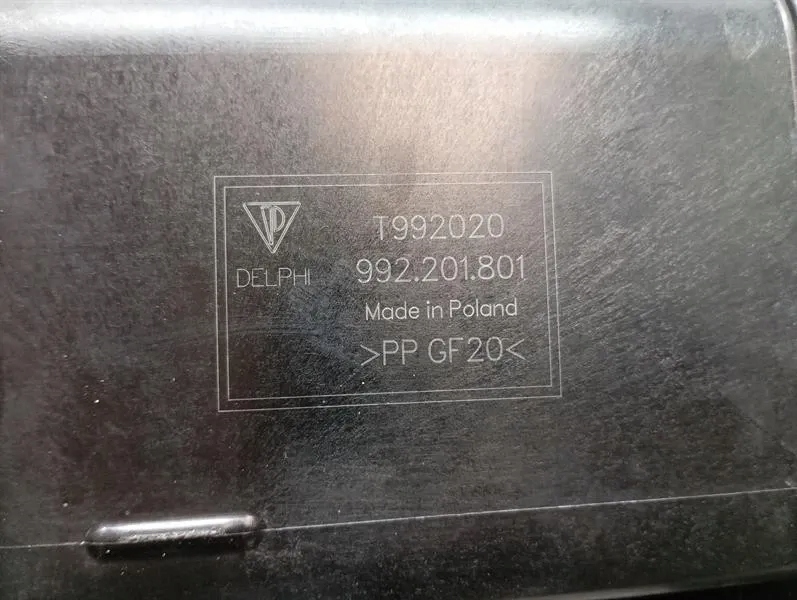 DELPHI
T992020
992.201.801
Made in Poland
>PP GF20<